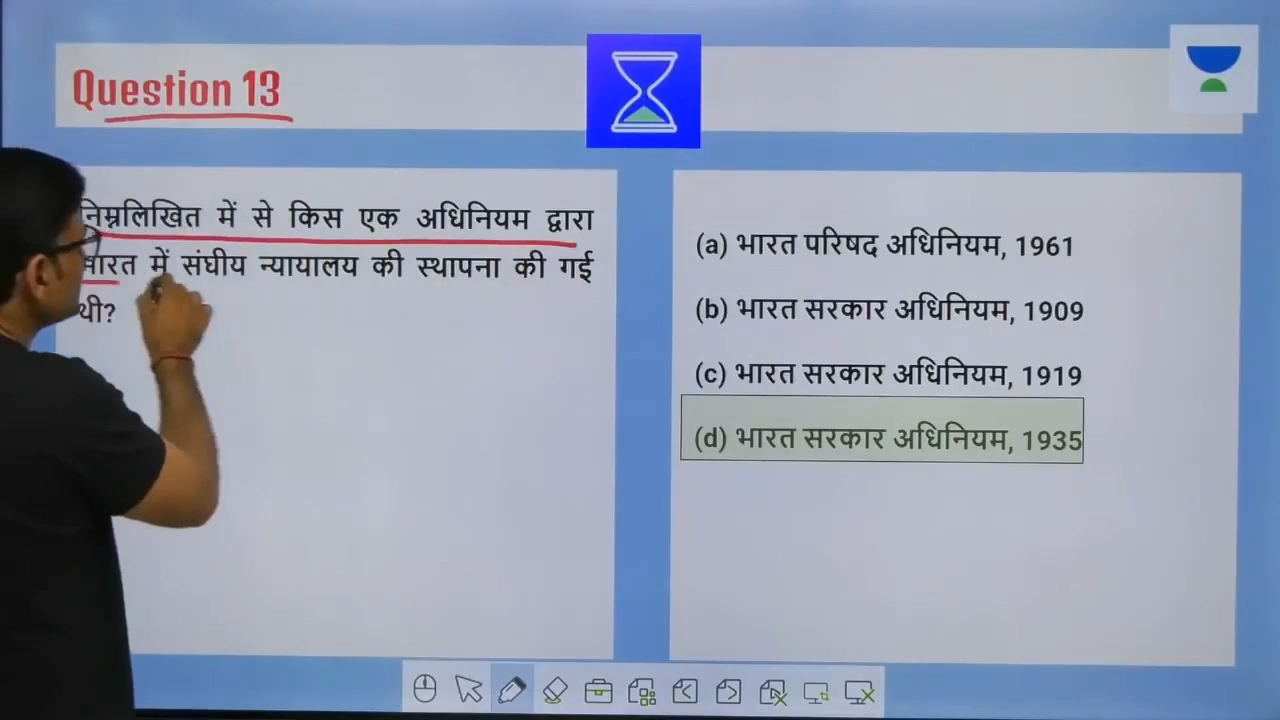 Question 13
निम्नलिखित में से किस एक अधिनियम द्वारा
भारत में संघीय न्यायालय की स्थापना की गई
थी?
(a) भारत परिषद अधिनियम, 1961
(b) भारत सरकार अधिनियम, 1909
(c) भारत सरकार अधिनियम, 1919
(d) भारत सरकार अधिनियम, 1935